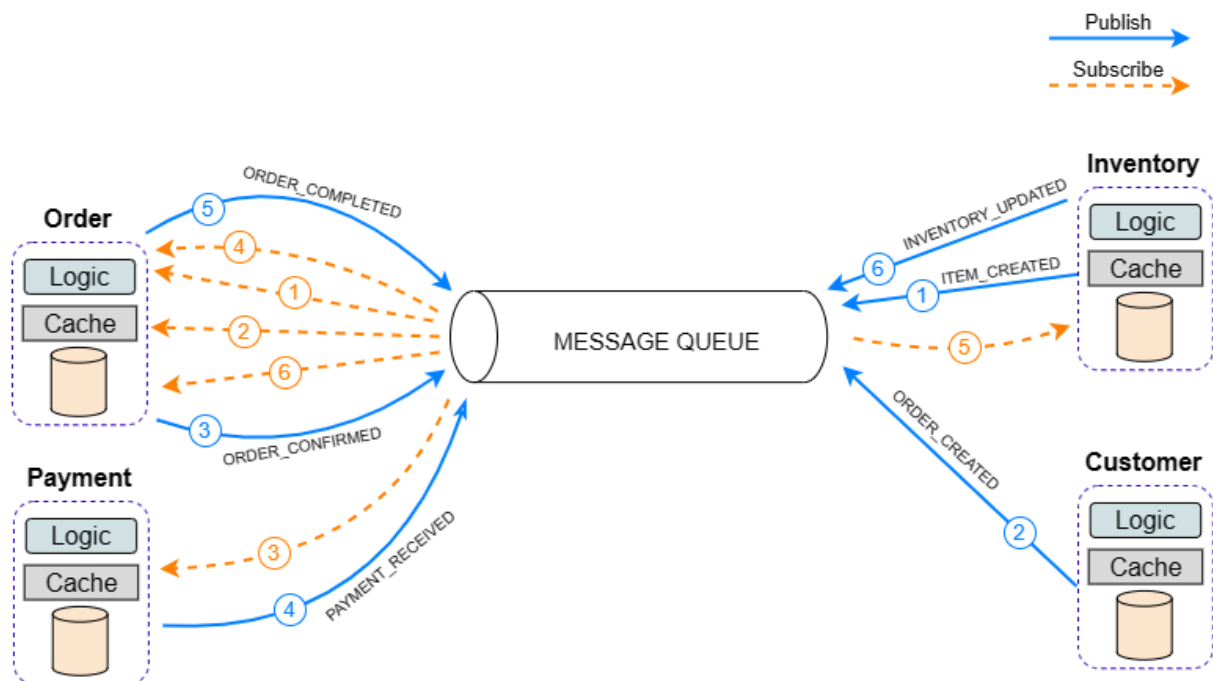 Publish
Subscribe
Inventory
Logic
Cache
Order
Logic
Cache
ORDER_COMPLETED
5
4
1
2
6
3
ORDER_CONFIRMED
MESSAGE QUEUE
INVENTORY_UPDATED
6
ITEM_CREATED
1
5
ORDER_CREATED
2
Payment
Logic
Cache
3
4
PAYMENT_RECEIVED
Customer
Logic
Cache